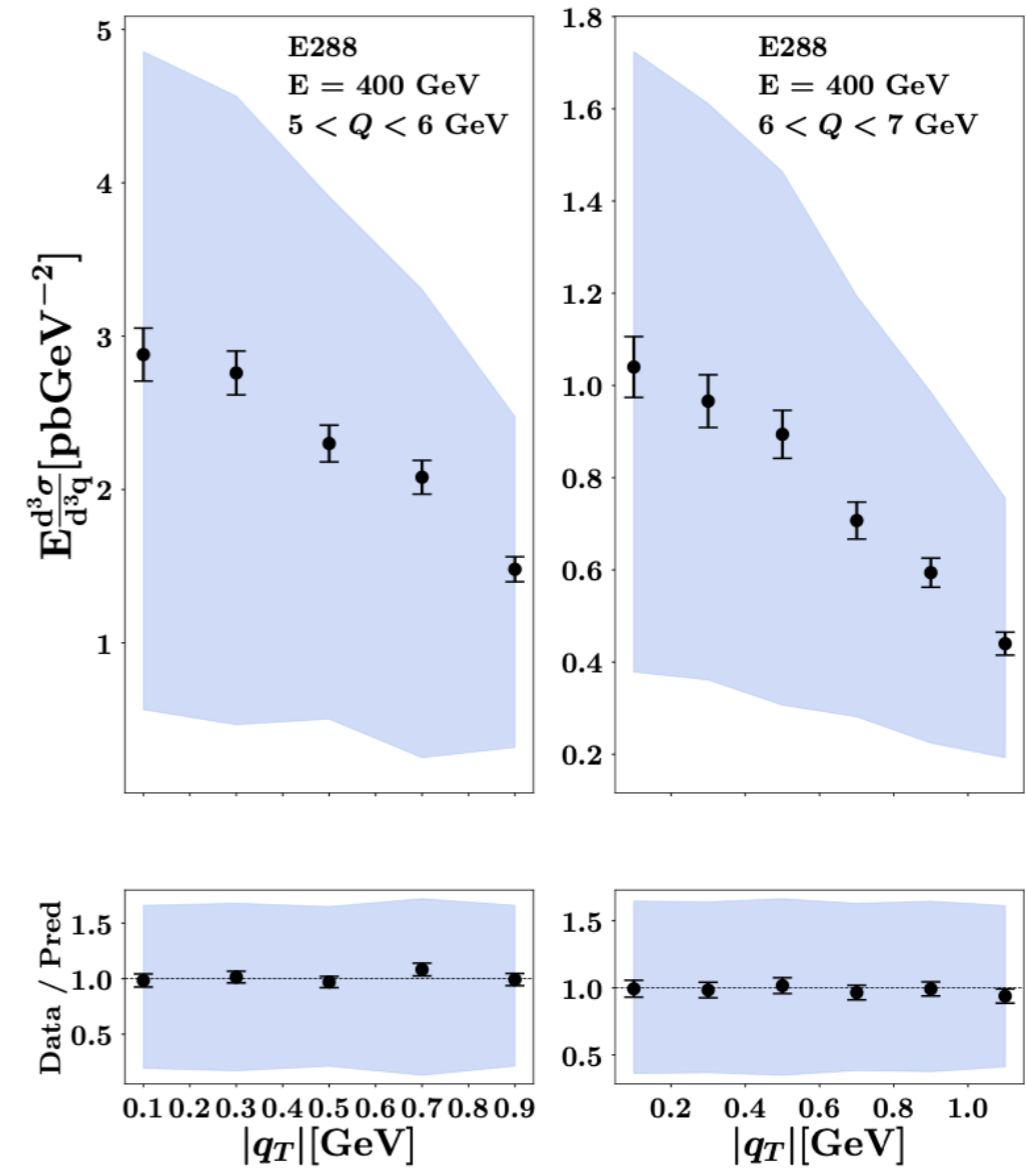 E288
E = 400 GeV
5 < Q < 6 GeV
5
4
3
2
1
E d³σ/d³q [pbGeV⁻²]
E288
E = 400 GeV
6 < Q < 7 GeV
1.8
1.6
1.4
1.2
1.0
0.8
0.6
0.4
0.2
Data / Pred
1.5
1.0
0.5
0.1 0.2 0.3 0.4 0.5 0.6 0.7 0.8 0.9
|q_T|[GeV]
1.5
1.0
0.5
0.2 0.4 0.6 0.8 1.0
|q_T|[GeV]